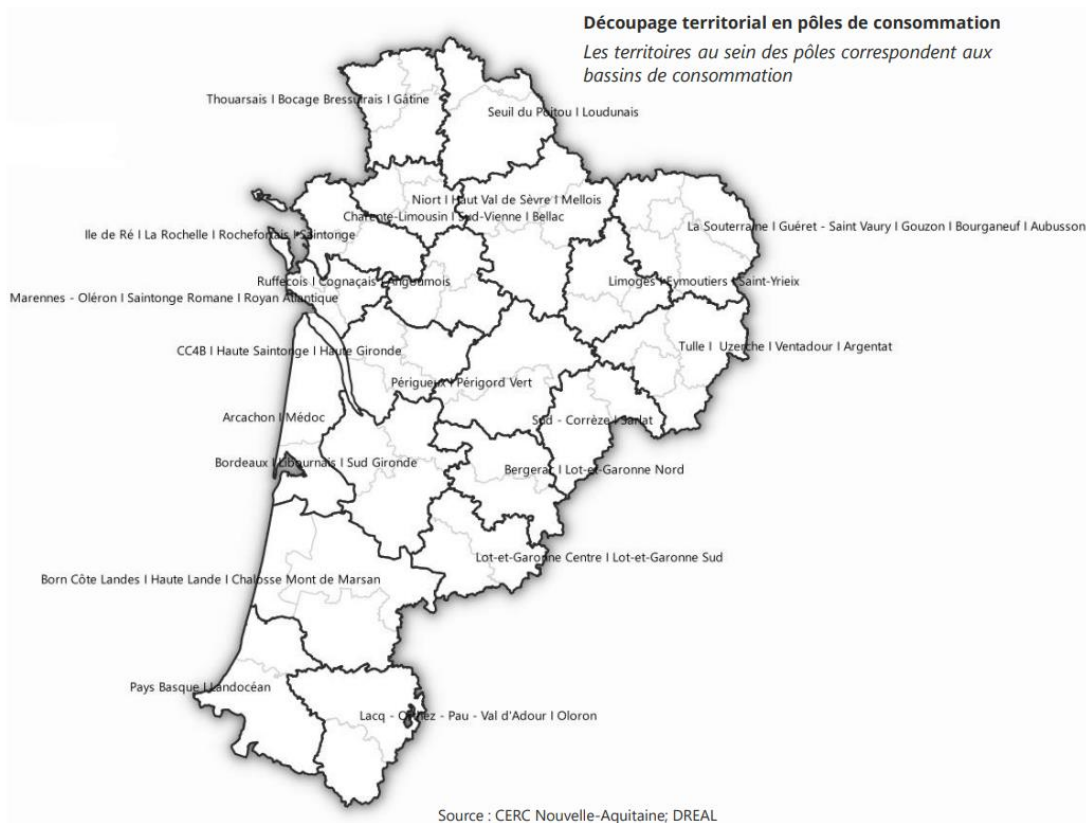 Découpage territorial en pôles de consommation
Les territoires au sein des pôles correspondent aux
bassins de consommation
Thouarsais I Bocage Bressuirais I Gâtine
Seuil du Poitou I Loudunais
Niort I Haut Val de Sèvre I Mellois
Charente-Limousin I Sud-Vienne I Bellac
La Souterraine I Guéret - Saint Vaury I Gouzon I Bourganeuf I Aubusson
Ile de Ré I La Rochelle I Rochefortais I Saintonge
Ruffecois I Cognaçais I Angoumois
Limoges I Eymoutiers I Saint-Yrieix
Marennes - Oléron I Saintonge Romane I Royan Atlantique
CC4B I Haute Saintonge I Haute Gironde
Tulle I Uzerche I Ventadour I Argentat
Périgueux I Périgord Vert
Arcachon I Médoc
Sud - Corrèze I Sarlat
Bordeaux I Libournais I Sud Gironde
Bergerac I Lot-et-Garonne Nord
Lot-et-Garonne Centre I Lot-et-Garonne Sud
Born Côte Landes I Haute Lande I Chalosse Mont de Marsan
Pays Basque I Landocéan
Lacq - Orthez - Pau - Val d'Adour I Oloron
Source : CERC Nouvelle-Aquitaine; DREAL